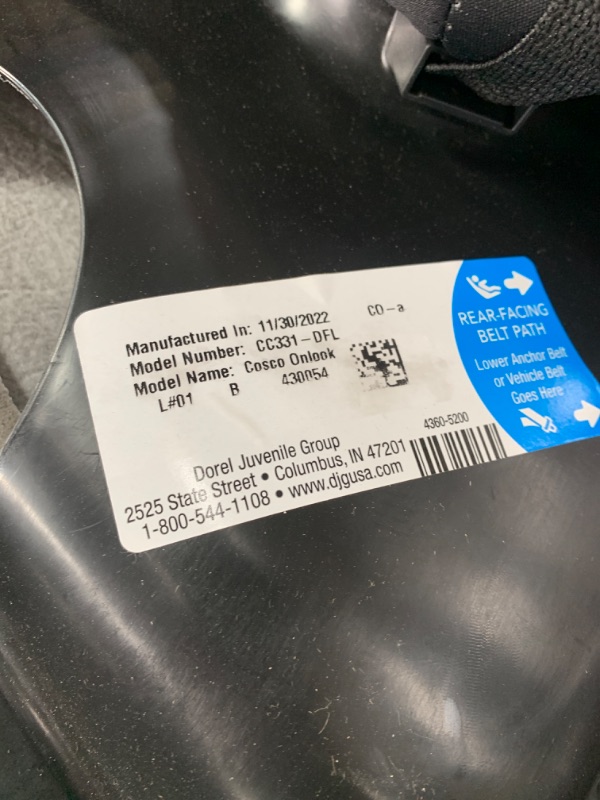 Manufactured In: 11/30/2022 CO-a
Model Number: CC331-DFL
Model Name: Cosco Onlook
L#01 B 430054
Dorel Juvenile Group
2525 State Street • Columbus, IN 47201
1-800-544-1108 • www.djgusa.com
4360-5200
REAR-FACING
BELT PATH
Lower Anchor Belt
or Vehicle Belt
Goes Here